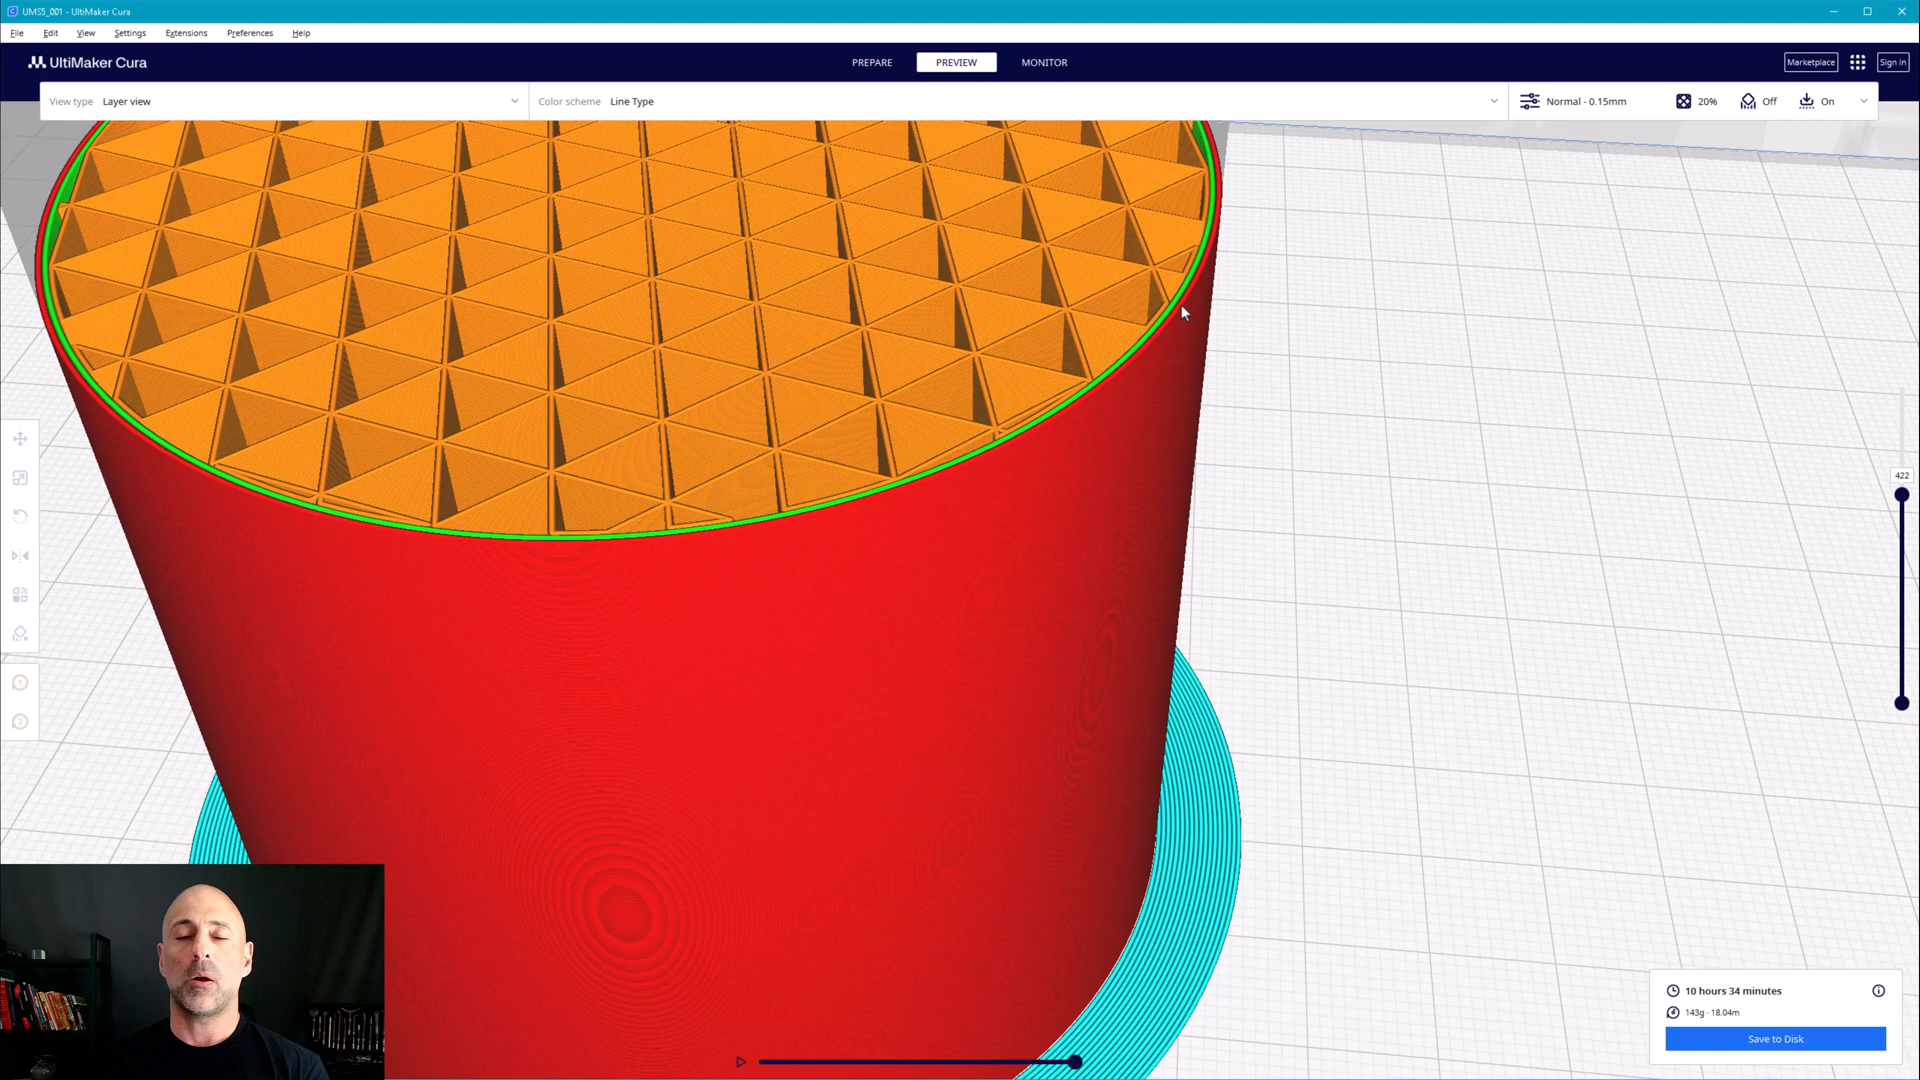 UMS5_001 - UltiMaker Cura
File Edit View Settings Extensions Preferences Help
UltiMaker Cura PREPARE PREVIEW MONITOR Marketplace Sign in
View type Layer view Color scheme Line Type Normal - 0.15mm 20% Off On
422
1
2
10 hours 34 minutes
143g · 18.04m
Save to Disk